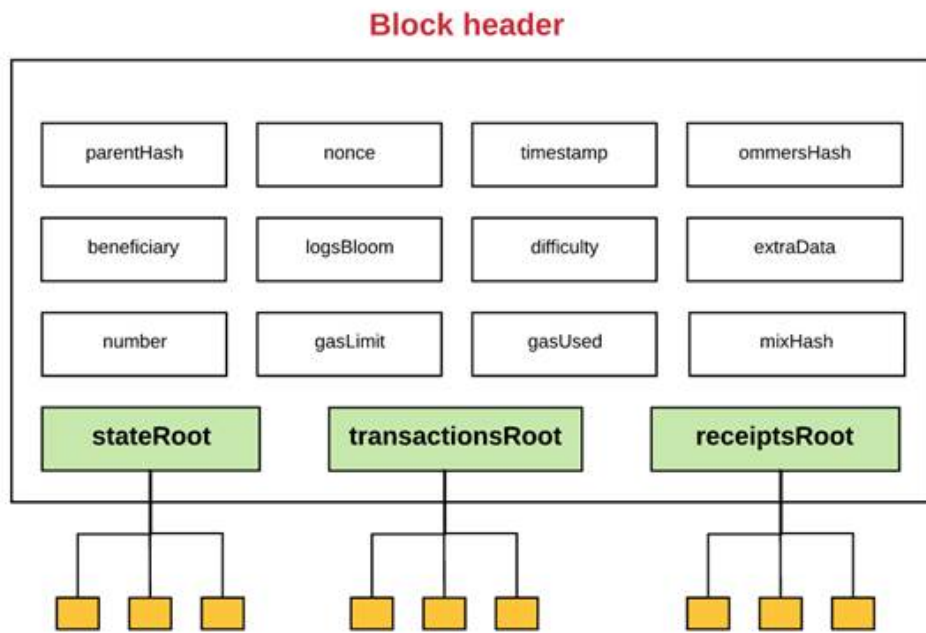 Block header
parentHash nonce timestamp ommersHash
beneficiary logsBloom difficulty extraData
number gasLimit gasUsed mixHash
stateRoot transactionsRoot receiptsRoot